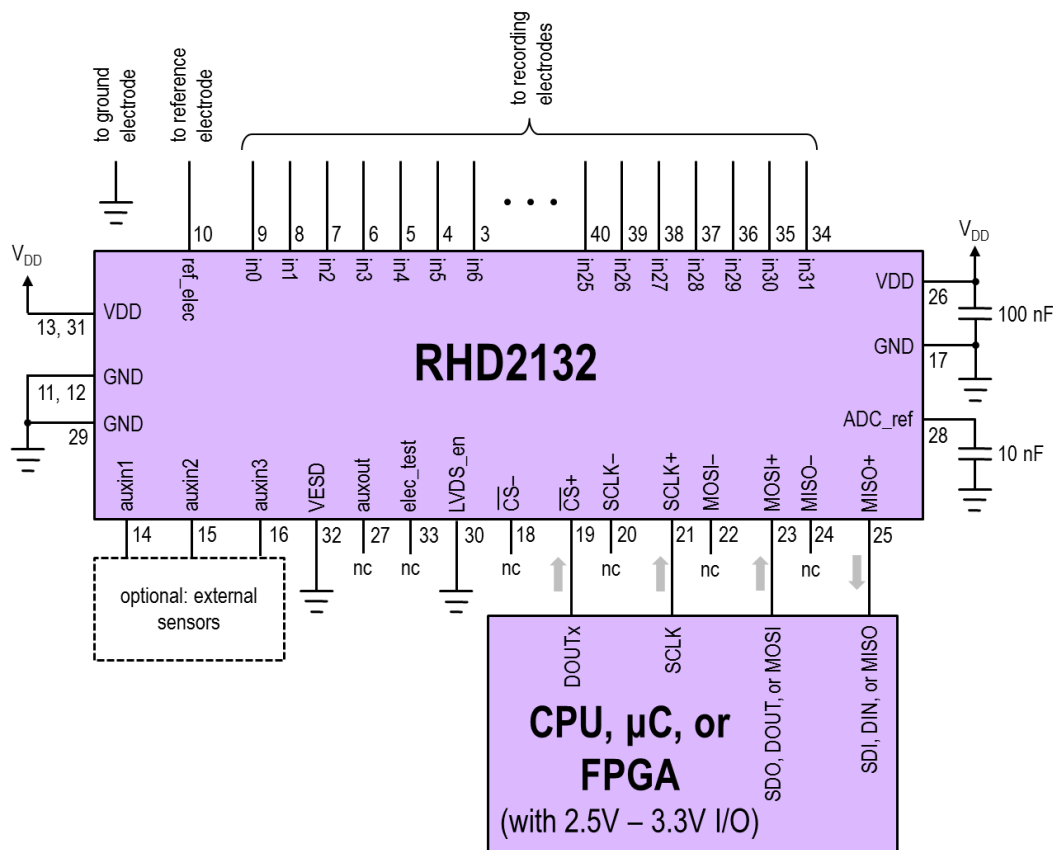 to ground
electrode
to reference
electrode
to recording
electrodes
10
9
8
7
6
5
4
3
• • •
40
39
38
37
36
35
34
ref_elec
in0
in1
in2
in3
in4
in5
in6
in25
in26
in27
in28
in29
in30
in31
VDD
13, 31
VDD
11, 12
GND
29
GND
RHD2132
VDD
VDD
26
100 nF
GND
17
ADC_ref
28
10 nF
auxin1
auxin2
auxin3
VESD
auxout
elec_test
LVDS_en
CS–
CS+
SCLK–
SCLK+
MOSI–
MOSI+
MISO–
MISO+
14
15
16
32
27
33
30
18
19
20
21
22
23
24
25
nc
nc
nc
nc
nc
nc
optional: external
sensors
DOUTx
SCLK
SDO, DOUT, or MOSI
SDI, DIN, or MISO
CPU, µC, or
FPGA
(with 2.5V – 3.3V I/O)